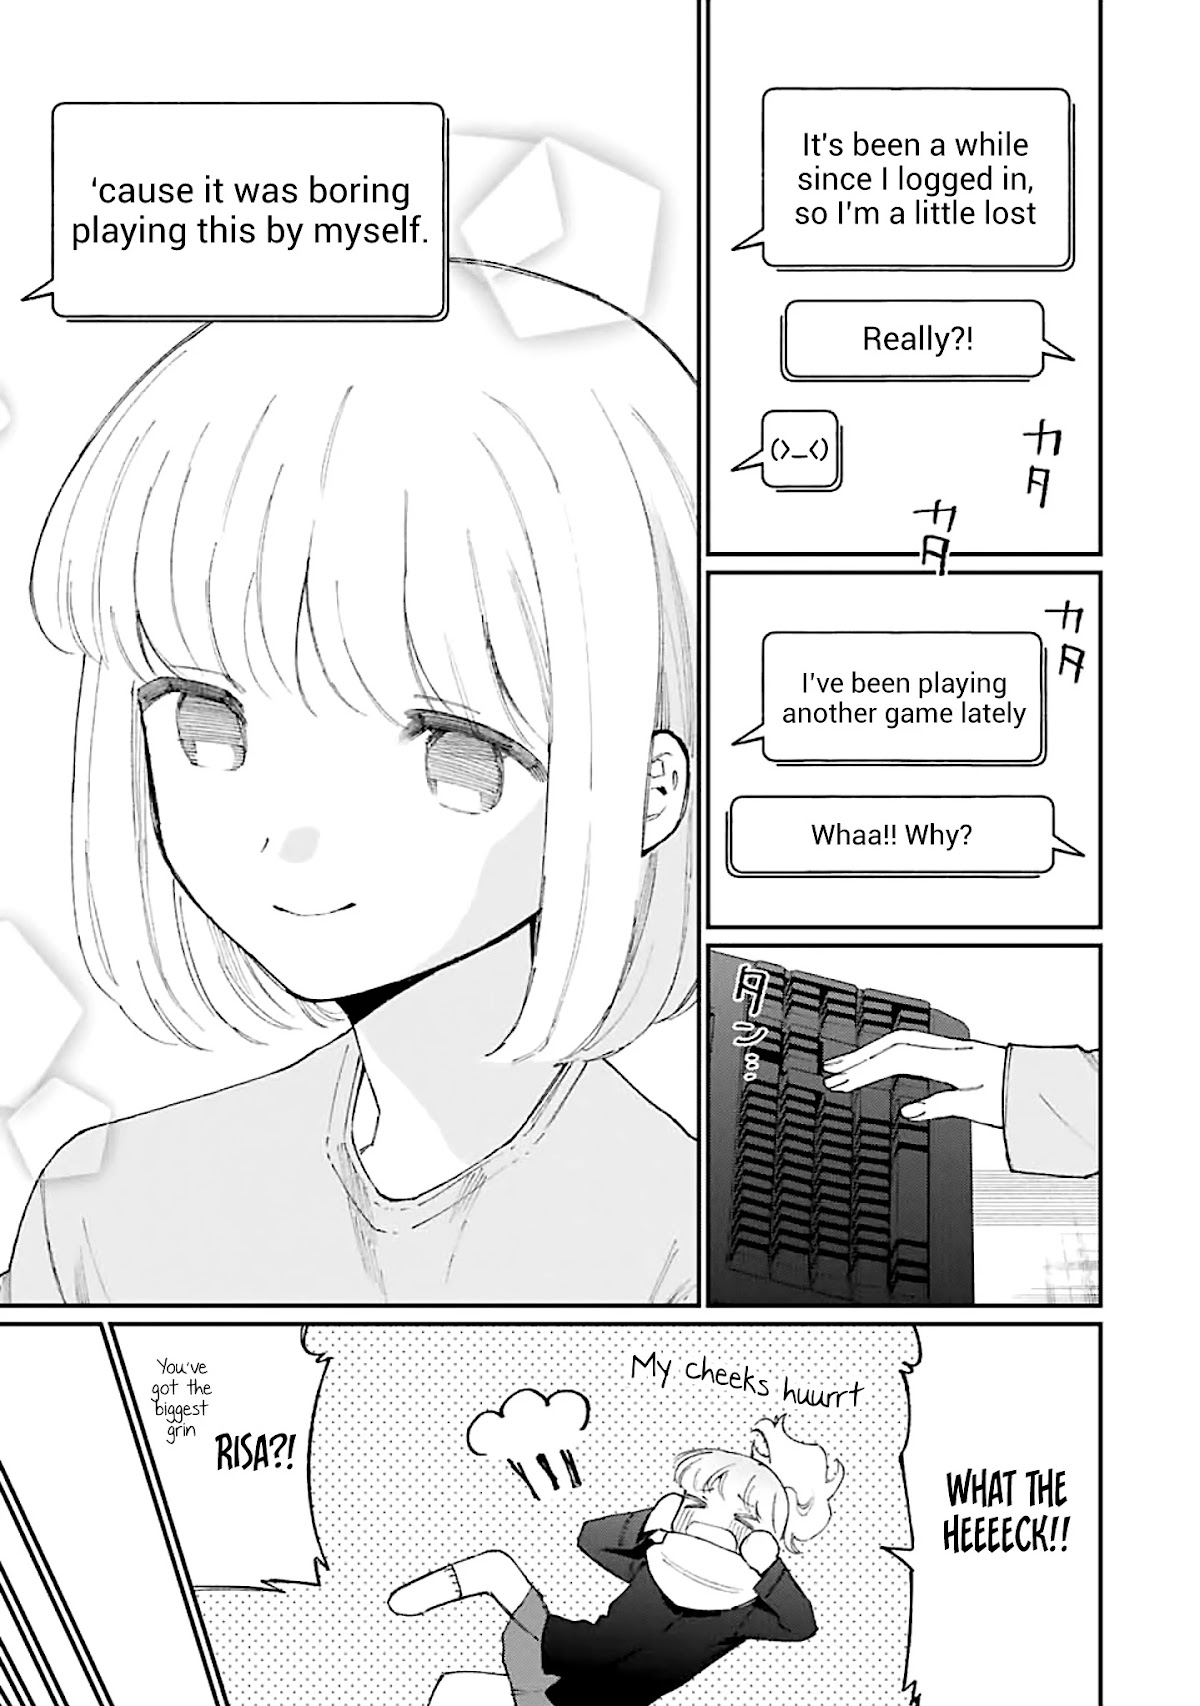 It's been a while
since I logged in,
so I'm a little lost
Really?!
(>_<)
カタ
カタ
カタ
I've been playing
another game lately
Whaa!! Why?
タン…
‘cause it was boring
playing this by myself.
WHAT THE
HEEEECK!!
My cheeks huurrt
RISA?!
You've
got the
biggest
grin